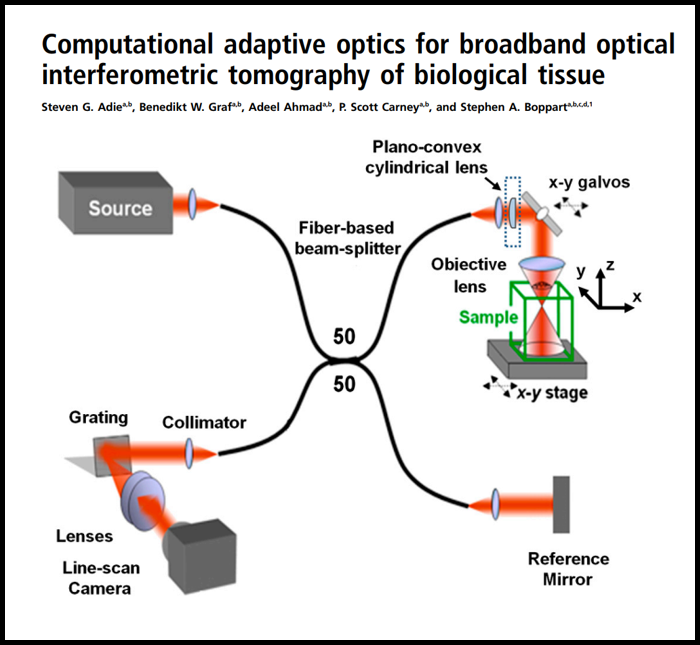 Computational adaptive optics for broadband optical
interferometric tomography of biological tissue
Steven G. Adie^a,b, Benedikt W. Graf^a,b, Adeel Ahmad^a,b, P. Scott Carney^a,b, and Stephen A. Boppart^a,b,c,d,1
Plano-convex
cylindrical lens
x-y galvos
Source
Fiber-based
beam-splitter
Objective
lens
y
z
x
Sample
50
50
x-y stage
Grating
Collimator
Lenses
Line-scan
Camera
Reference
Mirror